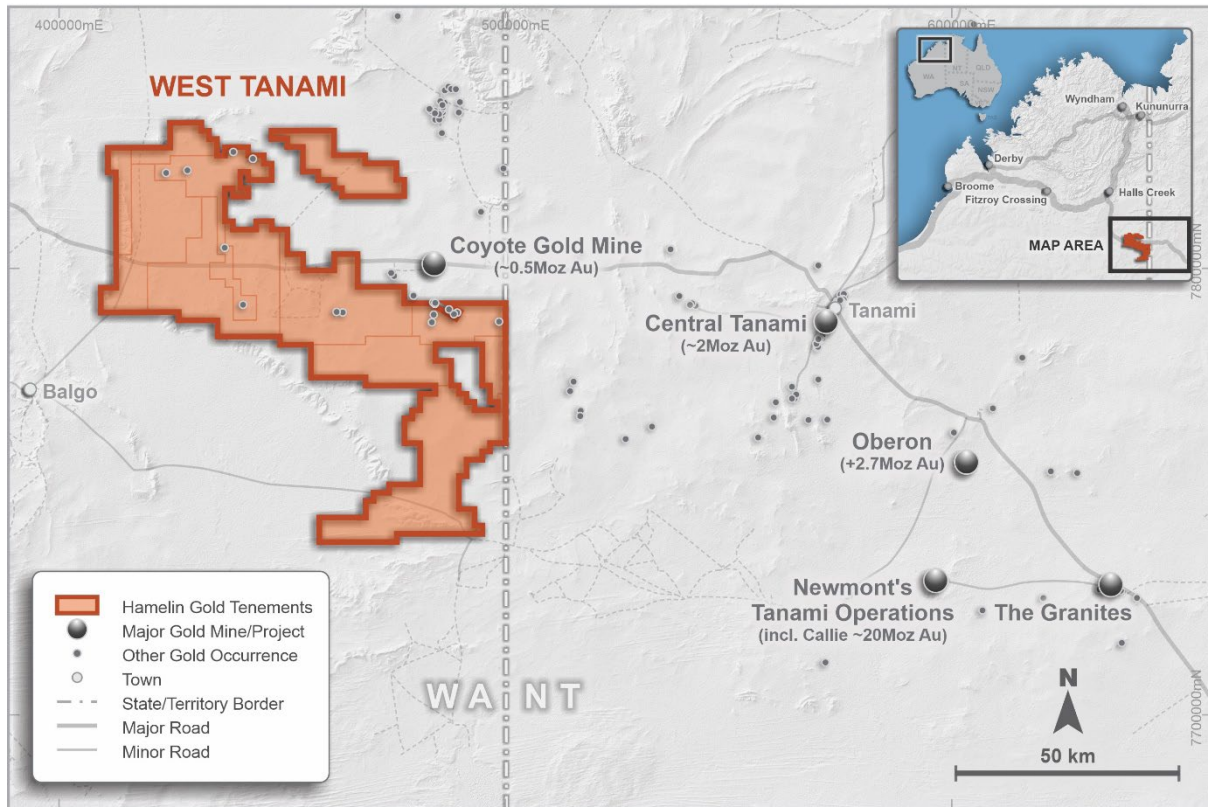 400000mE
500000mE
600000mE
WEST TANAMI
WA
NT
QLD
SA
NSW
Wyndham
Kununurra
Derby
Broome
Fitzroy Crossing
Halls Creek
MAP AREA
7800000mN
Coyote Gold Mine
(~0.5Moz Au)
Tanami
Central Tanami
(~2Moz Au)
Balgo
Oberon
(+2.7Moz Au)
Newmont's
Tanami Operations
(incl. Callie ~20Moz Au)
The Granites
Hamelin Gold Tenements
Major Gold Mine/Project
Other Gold Occurrence
Town
State/Territory Border
Major Road
Minor Road
WA NT
N
50 km
7700000mN